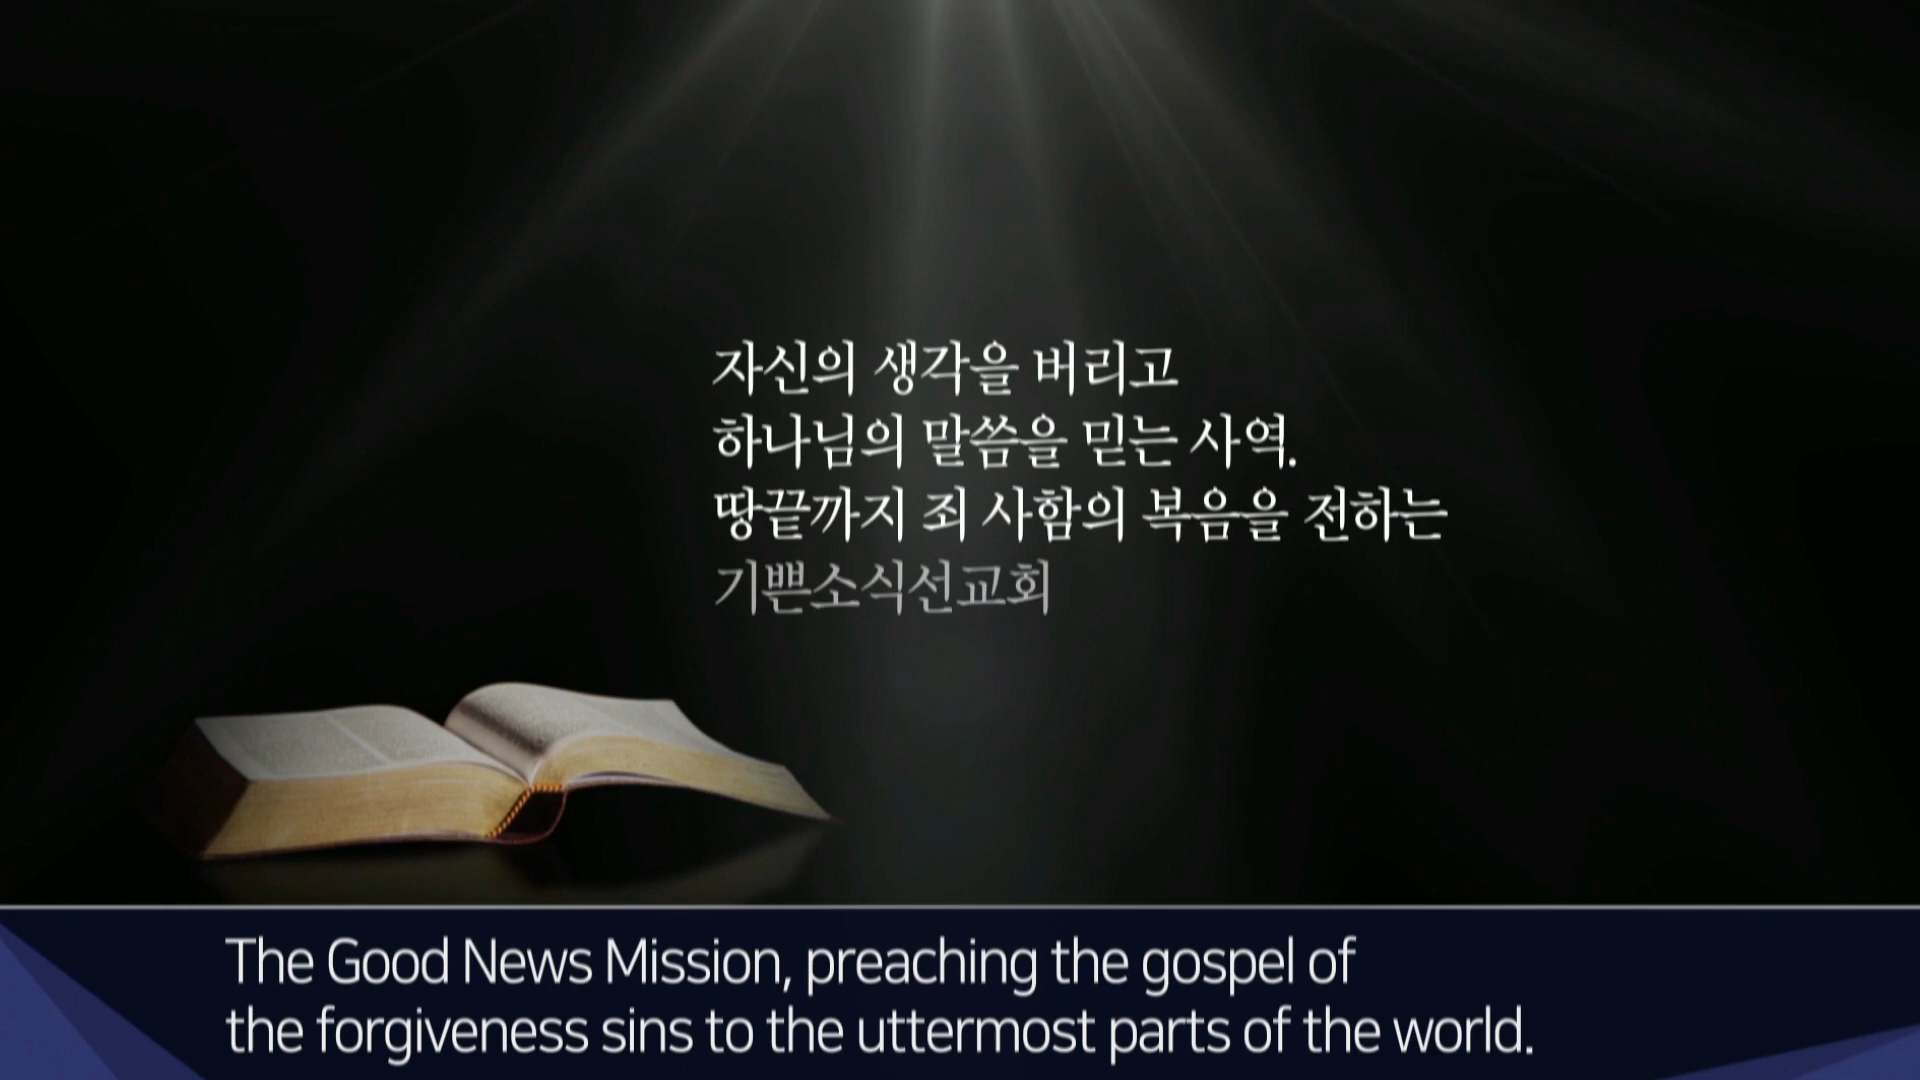 자신의 생각을 버리고
하나님의 말씀을 믿는 사역.
땅끝까지 죄 사함의 복음을 전하는
기쁜소식선교회
The Good News Mission, preaching the gospel of
the forgiveness sins to the uttermost parts of the world.